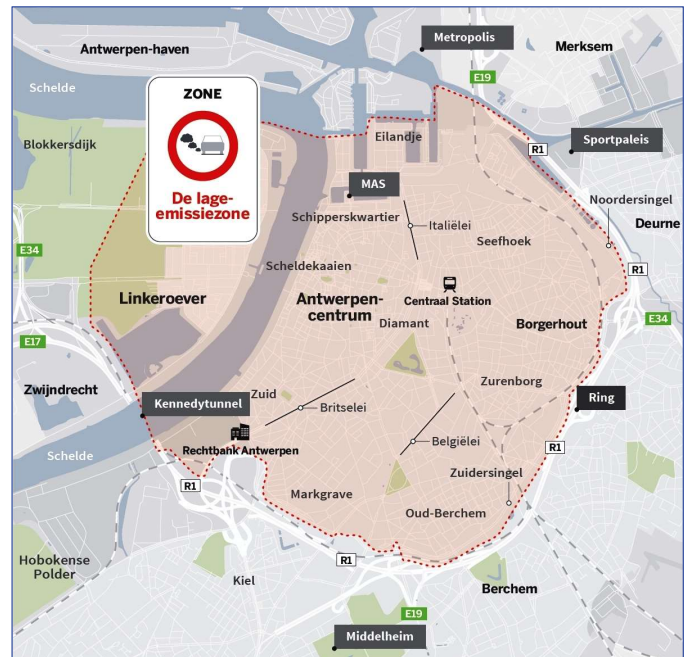 Metropolis
Antwerpen-haven
Merksem
E19
ZONE
De lage-
emissiezone
Schelde
Blokkersdijk
Eilandje
R1
Sportpaleis
MAS
Noordersingel
Schipperskwartier
Italiëlei
Deurne
Seefhoek
E34
Scheldekaaien
R1
Linkeroever
Antwerpen-
centrum
Centraal Station
Diamant
Borgerhout
E34
E17
Zwijndrecht
Zurenborg
Kennedytunnel
Zuid
Britselei
Ring
Rechtbank Antwerpen
Belgiëlei
Schelde
Zuidersingel
R1
R1
Markgrave
Oud-Berchem
Hobokense
Polder
R1
Kiel
Berchem
E19
Middelheim